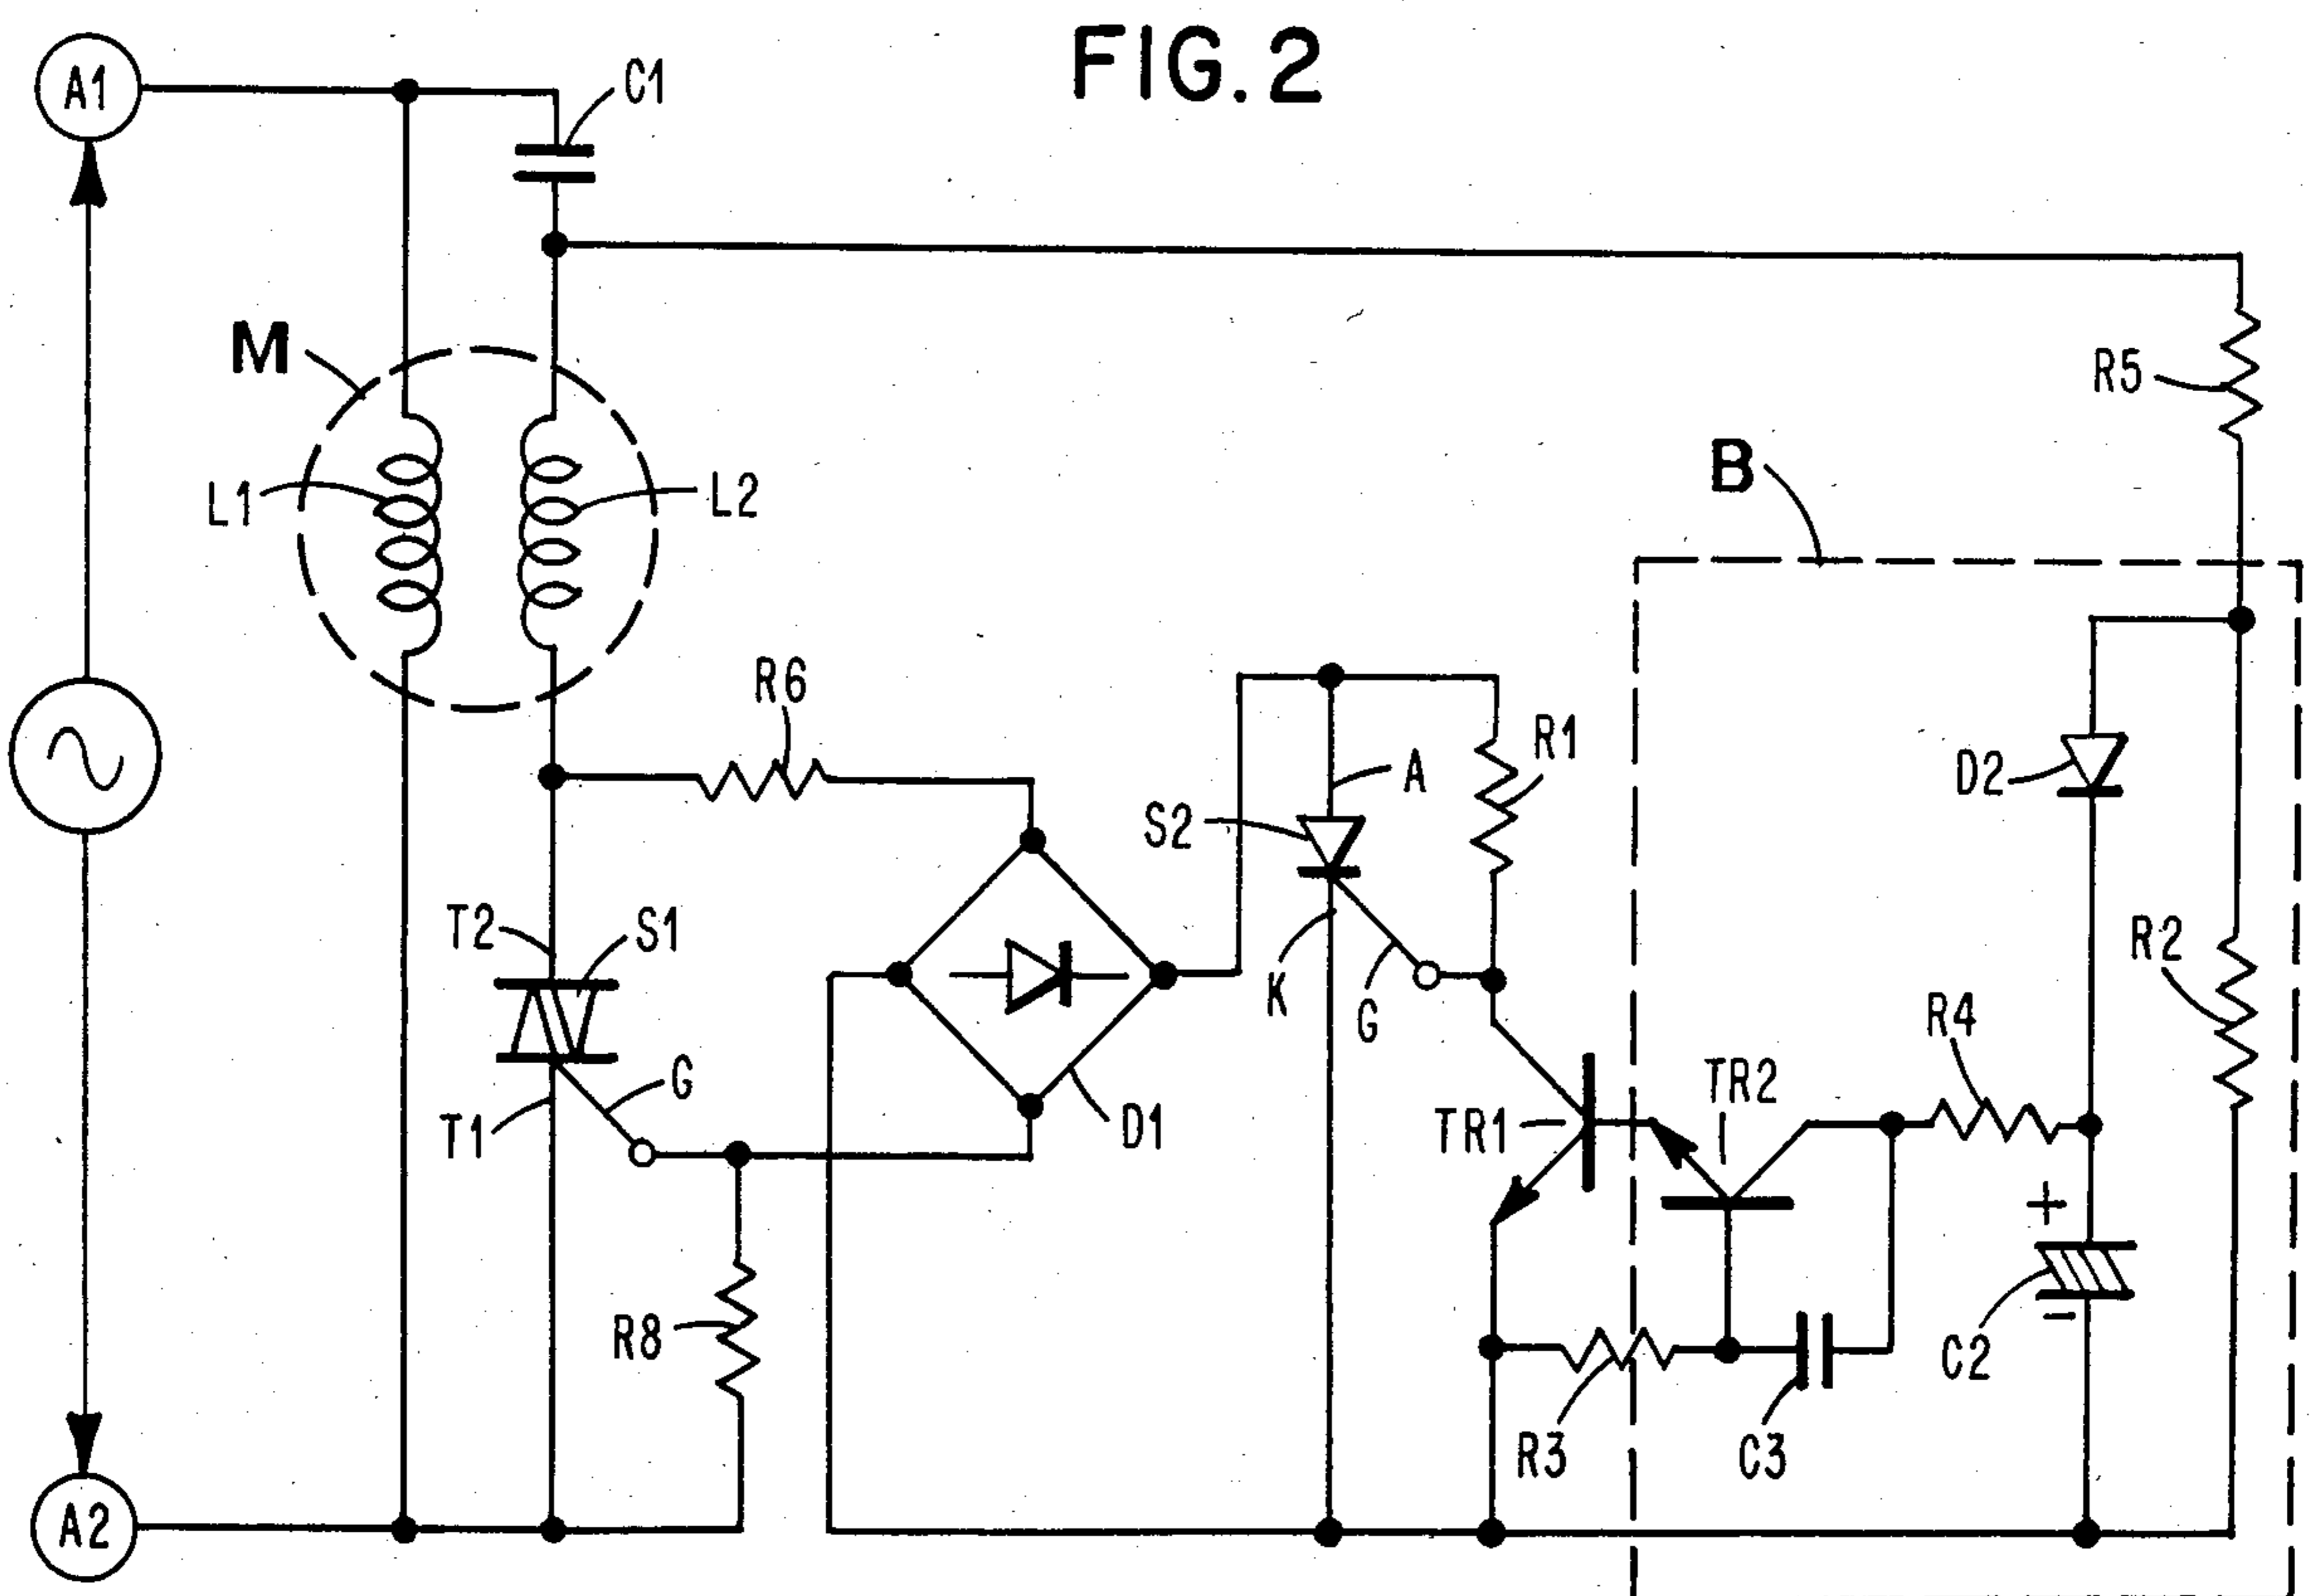 FIG. 2
A1
C1
M
R5
B
L1
L2
R6
R1
A
S2
D2
T2
S1
R2
K
G
R4
G
TR2
T1
D1
TR1
+
R8
-
C2
R3
C3
A2